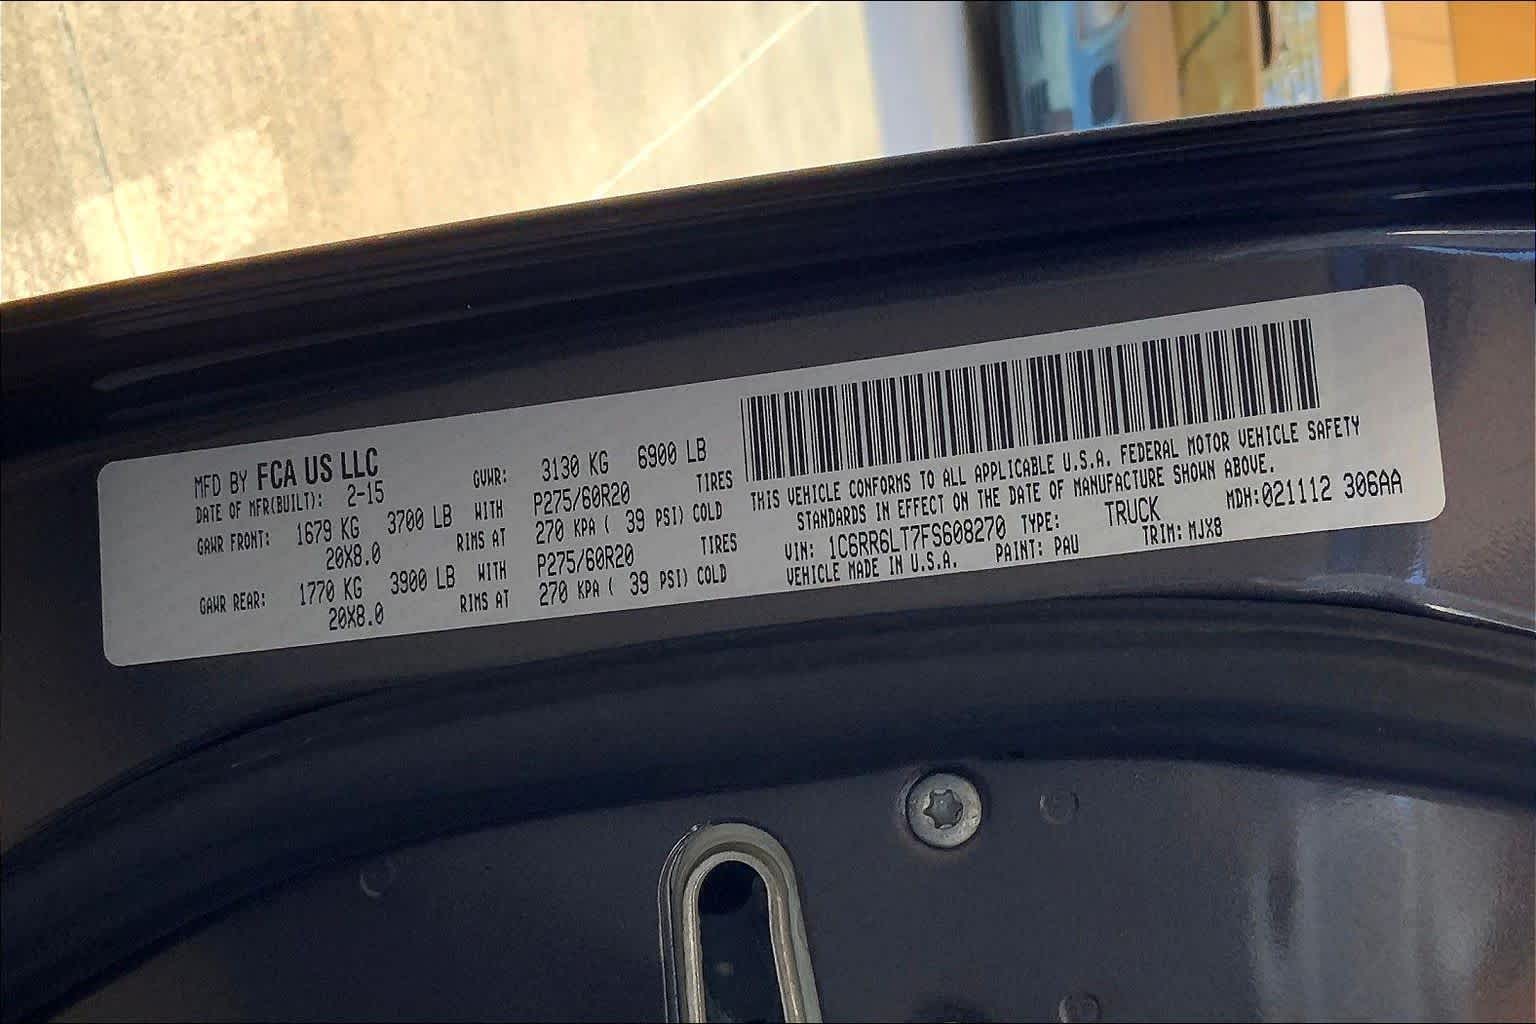 MFD BY FCA US LLC
DATE OF MFR(BUILT): 2-15 GVWR: 3130 KG 6900 LB
GAWR FRONT: 1679 KG 3700 LB WITH P275/60R20 TIRES
20X8.0 RIMS AT 270 KPA ( 39 PSI) COLD
GAWR REAR: 1770 KG 3900 LB WITH P275/60R20 TIRES
20X8.0 RIMS AT 270 KPA ( 39 PSI) COLD
THIS VEHICLE CONFORMS TO ALL APPLICABLE U.S.A. FEDERAL MOTOR VEHICLE SAFETY
STANDARDS IN EFFECT ON THE DATE OF MANUFACTURE SHOWN ABOVE.
VIN: 1C6RR6LT7FS608270 TYPE: TRUCK MDH:021112 306AA
VEHICLE MADE IN U.S.A. PAINT: PAU TRIM: MJX8